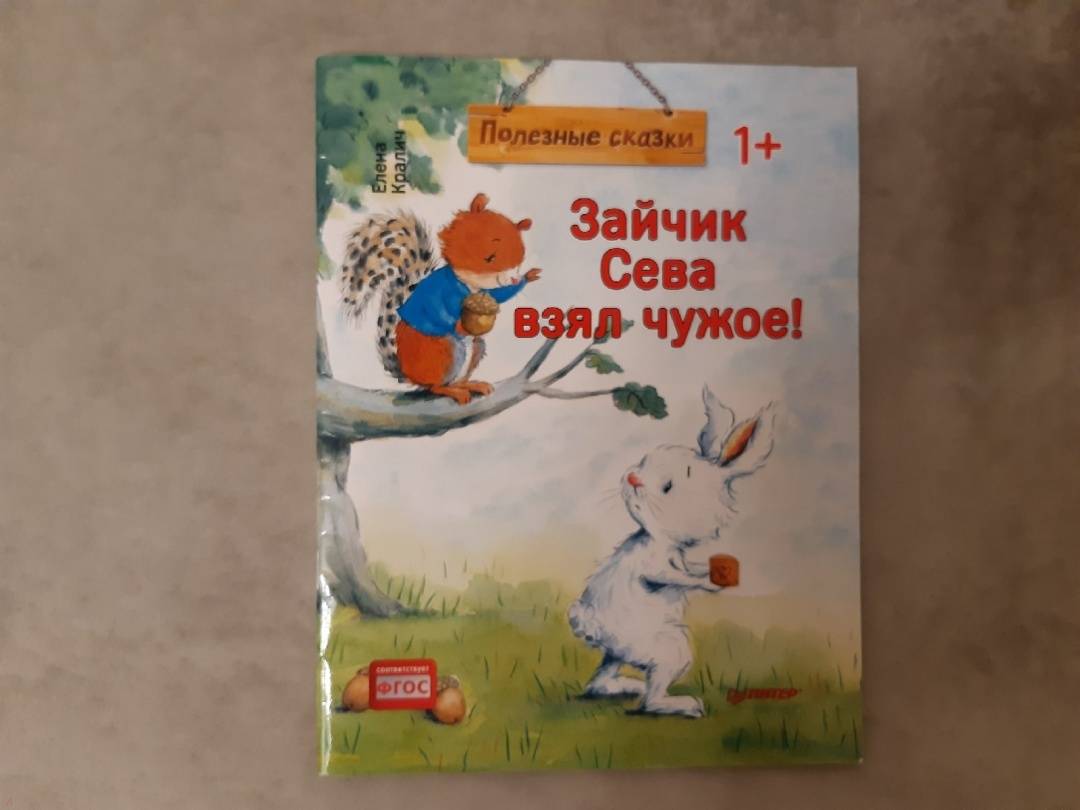 Полезные сказки
1+
Елена
Кралич
Зайчик
Сева
взял чужое!
соответствует
ФГОС
ПИТЕР